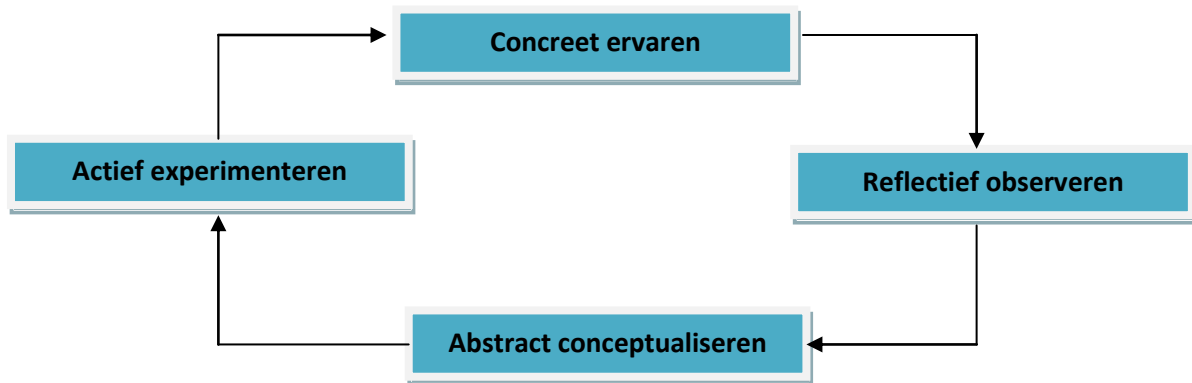 Concreet ervaren
Actief experimenteren
Reflectief observeren
Abstract conceptualiseren